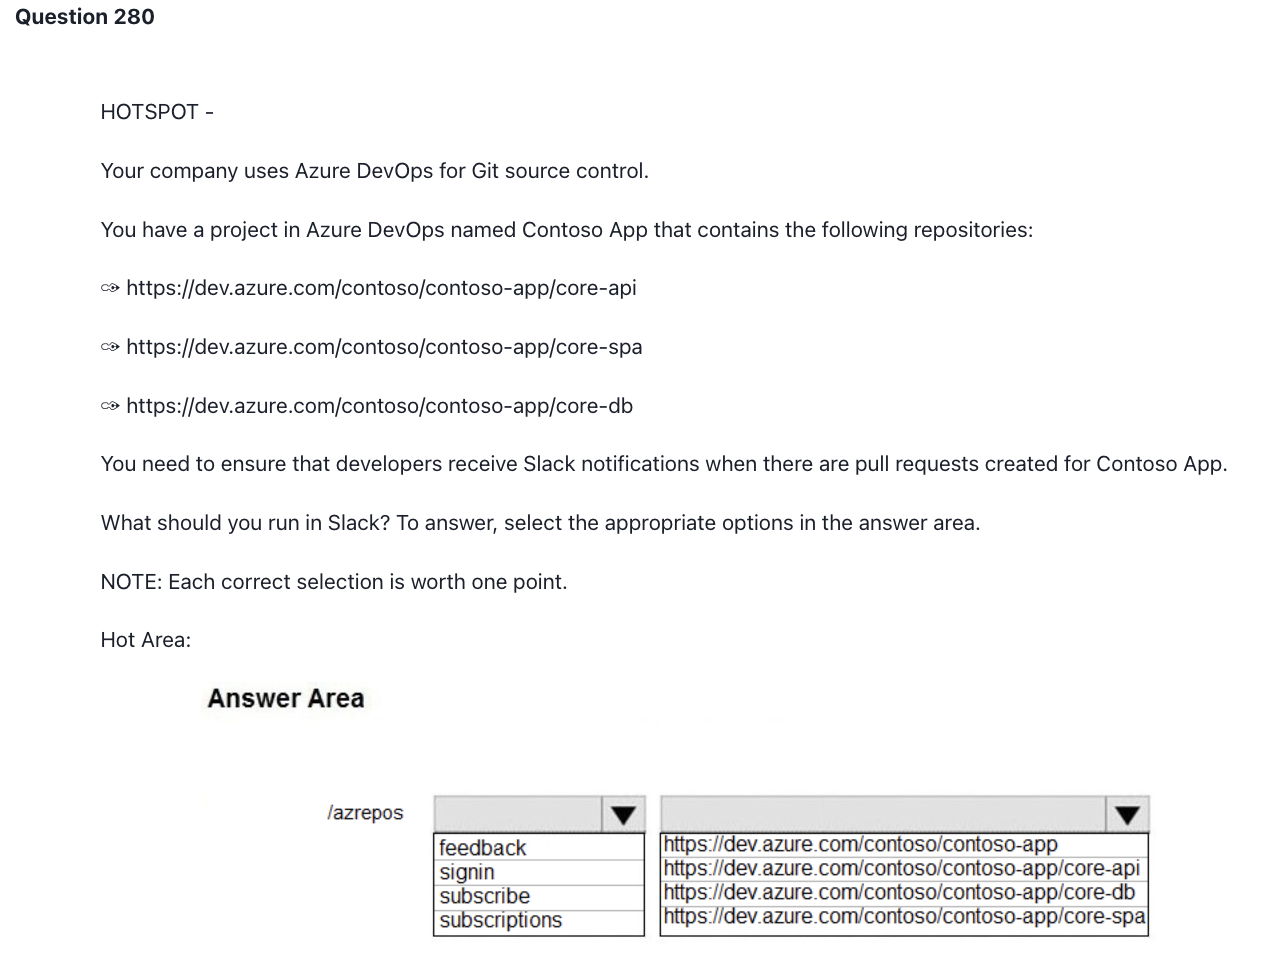 Question 280
HOTSPOT -
Your company uses Azure DevOps for Git source control.
You have a project in Azure DevOps named Contoso App that contains the following repositories:
https://dev.azure.com/contoso/contoso-app/core-api
https://dev.azure.com/contoso/contoso-app/core-spa
https://dev.azure.com/contoso/contoso-app/core-db
You need to ensure that developers receive Slack notifications when there are pull requests created for Contoso App.
What should you run in Slack? To answer, select the appropriate options in the answer area.
NOTE: Each correct selection is worth one point.
Hot Area:
Answer Area
/azrepos
feedback
signin
subscribe
subscriptions
https://dev.azure.com/contoso/contoso-app
https://dev.azure.com/contoso/contoso-app/core-api
https://dev.azure.com/contoso/contoso-app/core-db
https://dev.azure.com/contoso/contoso-app/core-spa